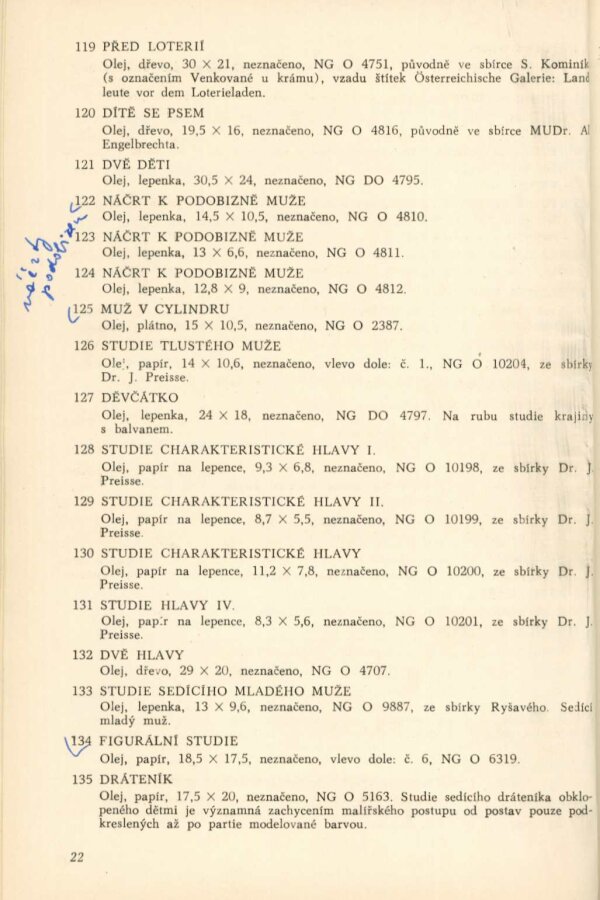 119 PŘED LOTERIÍ
Olej, dřevo, 30 × 21, neznačeno, NG O 4751, původně ve sbírce S. Kominík
(s označením Venkované u krámu), vzadu štítek Österreichische Galerie: Land
leute vor dem Loterieladen.
120 DÍTĚ SE PSEM
Olej, dřevo, 19,5 × 16, neznačeno, NG O 4816, původně ve sbírce MUDr. Al
Engelbrechta.
121 DVĚ DĚTI
Olej, lepenka, 30,5 × 24, neznačeno, NG DO 4795.
122 NÁČRT K PODOBIZNĚ MUŽE
Olej, lepenka, 14,5 × 10,5, neznačeno, NG O 4810.
123 NÁČRT K PODOBIZNĚ MUŽE
Olej, lepenka, 13 × 6,6, neznačeno, NG O 4811.
124 NÁČRT K PODOBIZNĚ MUŽE
Olej, lepenka, 12,8 × 9, neznačeno, NG O 4812.
náčrty
podobizen
125 MUŽ V CYLINDRU
Olej, plátno, 15 × 10,5, neznačeno, NG O 2387.
126 STUDIE TLUSTÉHO MUŽE
Olej, papír, 14 × 10,6, neznačeno, vlevo dole: č. 1., NG O 10204, ze sbírky
Dr. J. Preisse.
127 DĚVČÁTKO
Olej, lepenka, 24 × 18, neznačeno, NG DO 4797. Na rubu studie krajiny
s balvanem.
128 STUDIE CHARAKTERISTICKÉ HLAVY I.
Olej, papír na lepence, 9,3 × 6,8, neznačeno, NG O 10198, ze sbírky Dr. J.
Preisse.
129 STUDIE CHARAKTERISTICKÉ HLAVY II.
Olej, papír na lepence, 8,7 × 5,5, neznačeno, NG O 10199, ze sbírky Dr. J.
Preisse.
130 STUDIE CHARAKTERISTICKÉ HLAVY
Olej, papír na lepence, 11,2 × 7,8, neznačeno, NG O 10200, ze sbírky Dr. J.
Preisse.
131 STUDIE HLAVY IV.
Olej, papír na lepence, 8,3 × 5,6, neznačeno, NG O 10201, ze sbírky Dr. J.
Preisse.
132 DVĚ HLAVY
Olej, dřevo, 29 × 20, neznačeno, NG O 4707.
133 STUDIE SEDÍCÍHO MLADÉHO MUŽE
Olej, lepenka, 13 × 9,6, neznačeno, NG O 9887, ze sbírky Ryšavého. Sedící
mladý muž.
134 FIGURÁLNÍ STUDIE
Olej, papír, 18,5 × 17,5, neznačeno, vlevo dole: č. 6, NG O 6319.
135 DRÁTENÍK
Olej, papír, 17,5 × 20, neznačeno, NG O 5163. Studie sedícího dráteníka obklo-
peného dětmi je významná zachycením malířského postupu od postav pouze pod-
kreslených až po partie modelované barvou.
22